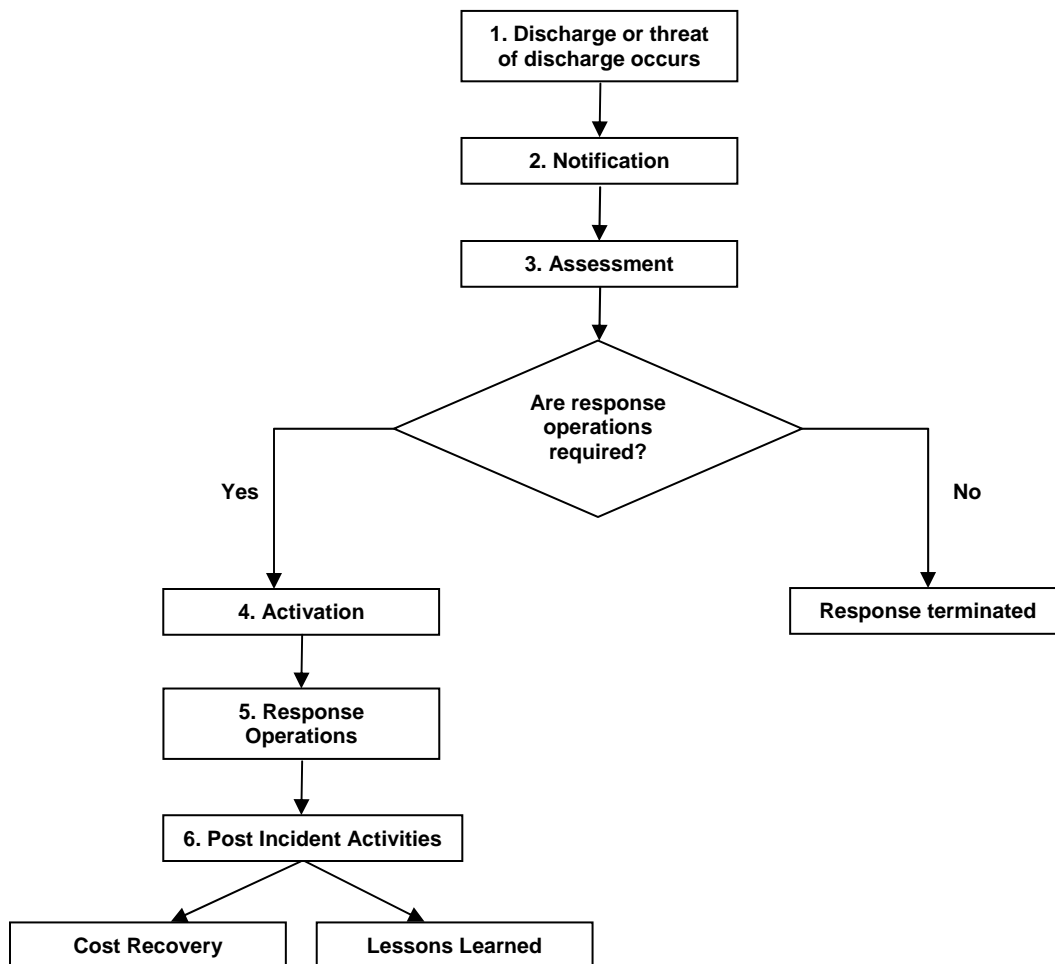 1. Discharge or threat
of discharge occurs
2. Notification
3. Assessment
Are response
operations
required?
Yes
No
4. Activation
Response terminated
5. Response
Operations
6. Post Incident Activities
Cost Recovery
Lessons Learned